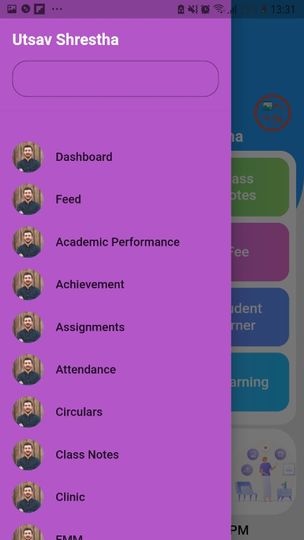 13:31
Utsav Shrestha
Dashboard
Feed
Academic Performance
Achievement
Assignments
Attendance
Circulars
Class Notes
Clinic
ha
ass
otes
Fee
udent
rner
arning
PM